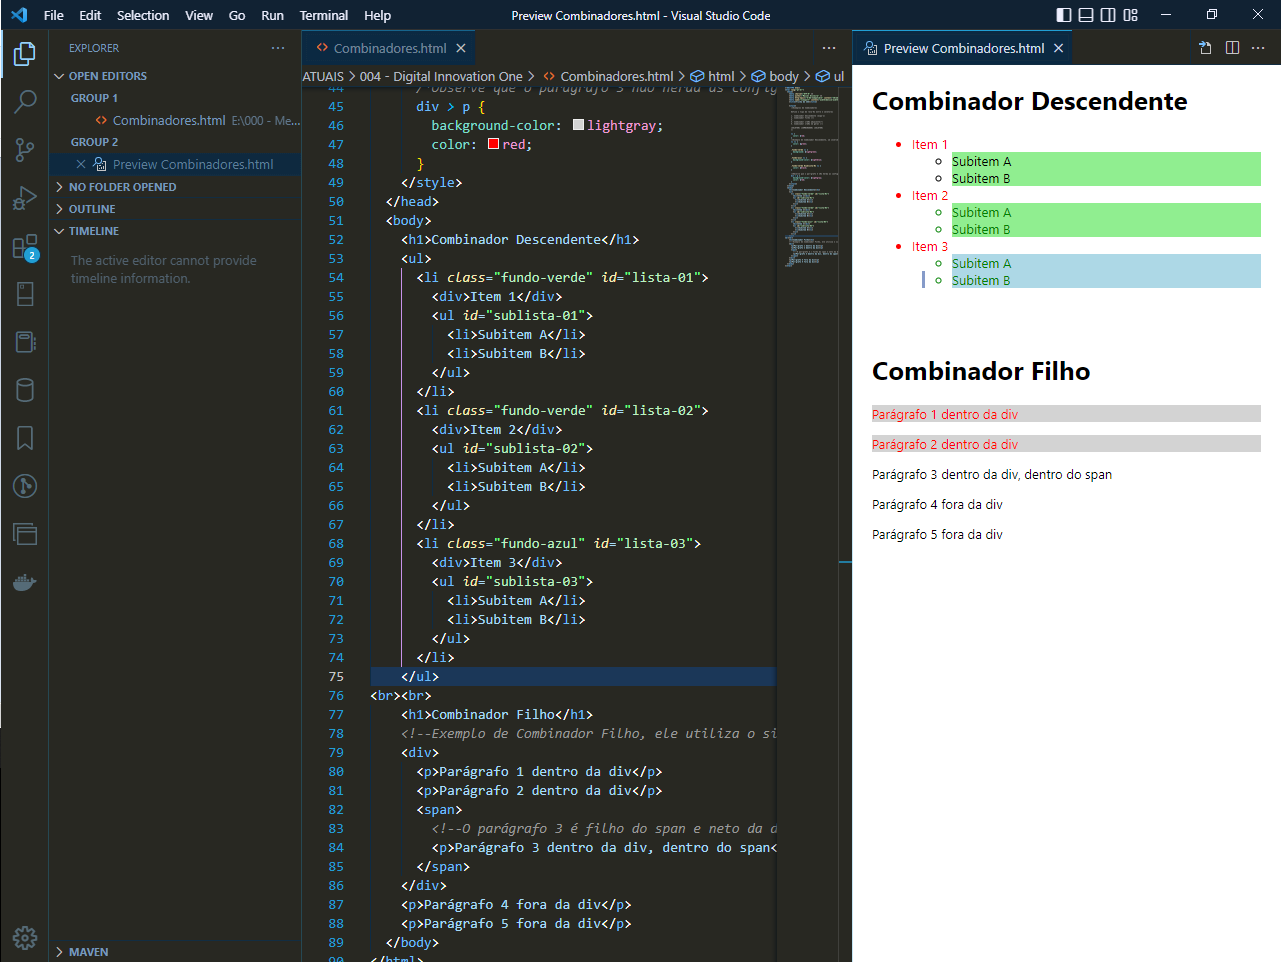 File Edit Selection View Go Run Terminal Help
Preview Combinadores.html - Visual Studio Code
EXPLORER
OPEN EDITORS
GROUP 1
Combinadores.html E:\000 - Me...
GROUP 2
Preview Combinadores.html
NO FOLDER OPENED
OUTLINE
TIMELINE
The active editor cannot provide
timeline information.
2
MAVEN
Combinadores.html
ATUAIS > 004 - Digital Innovation One > Combinadores.html > html > body > ul
44 /*Observe que o parágrafo 3 não herda as config
45 div > p {
46 background-color: lightgray;
47 color: red;
48 }
49 </style>
50 </head>
51 <body>
52 <h1>Combinador Descendente</h1>
53 <ul>
54 <li class="fundo-verde" id="lista-01">
55 <div>Item 1</div>
56 <ul id="sublista-01">
57 <li>Subitem A</li>
58 <li>Subitem B</li>
59 </ul>
60 </li>
61 <li class="fundo-verde" id="lista-02">
62 <div>Item 2</div>
63 <ul id="sublista-02">
64 <li>Subitem A</li>
65 <li>Subitem B</li>
66 </ul>
67 </li>
68 <li class="fundo-azul" id="lista-03">
69 <div>Item 3</div>
70 <ul id="sublista-03">
71 <li>Subitem A</li>
72 <li>Subitem B</li>
73 </ul>
74 </li>
75 </ul>
76 <br><br>
77 <h1>Combinador Filho</h1>
78 <!--Exemplo de Combinador Filho, ele utiliza o si
79 <div>
80 <p>Parágrafo 1 dentro da div</p>
81 <p>Parágrafo 2 dentro da div</p>
82 <span>
83 <!--O parágrafo 3 é filho do span e neto da d
84 <p>Parágrafo 3 dentro da div, dentro do span<
85 </span>
86 </div>
87 <p>Parágrafo 4 fora da div</p>
88 <p>Parágrafo 5 fora da div</p>
89 </body>
90 </html>
Preview Combinadores.html
Combinador Descendente
Item 1
Subitem A
Subitem B
Item 2
Subitem A
Subitem B
Item 3
Subitem A
Subitem B
Combinador Filho
Parágrafo 1 dentro da div
Parágrafo 2 dentro da div
Parágrafo 3 dentro da div, dentro do span
Parágrafo 4 fora da div
Parágrafo 5 fora da div